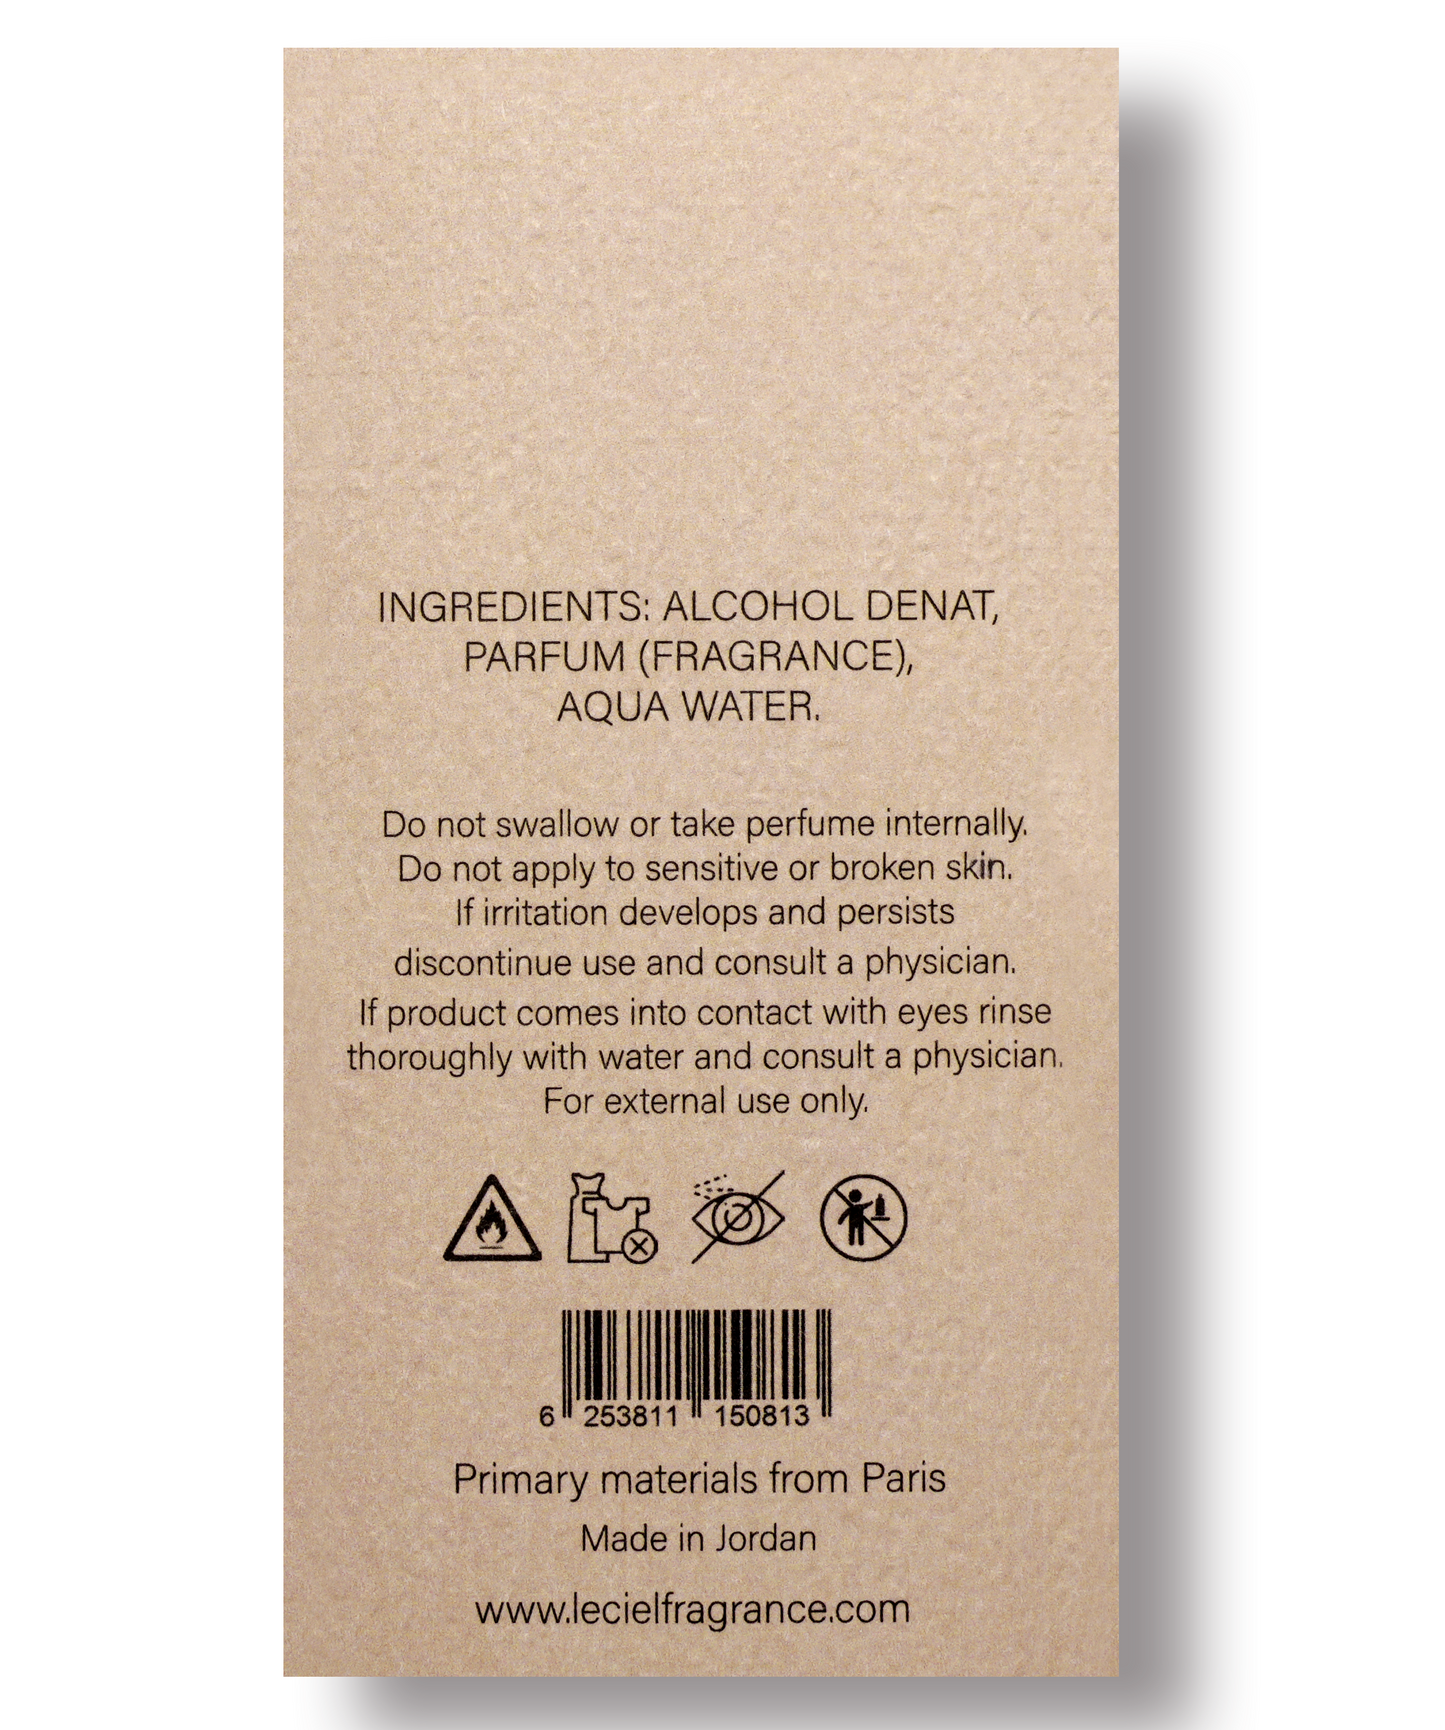 INGREDIENTS: ALCOHOL DENAT,
PARFUM (FRAGRANCE),
AQUA WATER.
Do not swallow or take perfume internally.
Do not apply to sensitive or broken skin.
If irritation develops and persists
discontinue use and consult a physician.
If product comes into contact with eyes rinse
thoroughly with water and consult a physician.
For external use only.
6 253811 150813
Primary materials from Paris
Made in Jordan
www.lecielfragrance.com